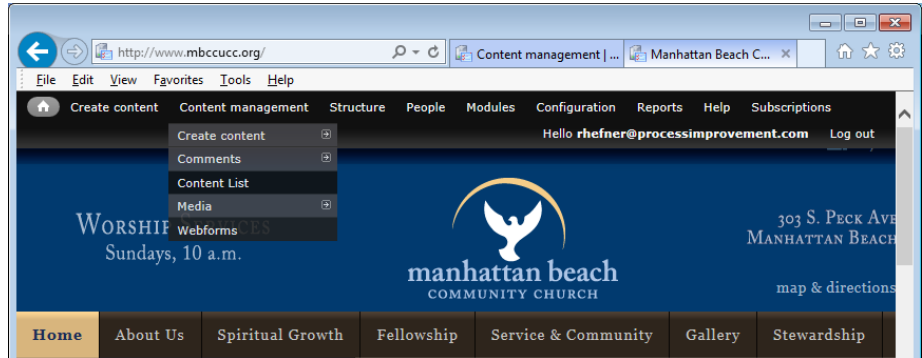 http://www.mbccucc.org/
Content management | ...
Manhattan Beach C...
File Edit View Favorites Tools Help
Create content Content management Structure People Modules Configuration Reports Help Subscriptions
Hello rhefner@processimprovement.com Log out
Create content
Comments
Content List
Media
Webforms
WORSHIP SERVICES
Sundays, 10 a.m.
manhattan beach
COMMUNITY CHURCH
303 S. PECK AVE
MANHATTAN BEACH
map & directions
Home About Us Spiritual Growth Fellowship Service & Community Gallery Stewardship